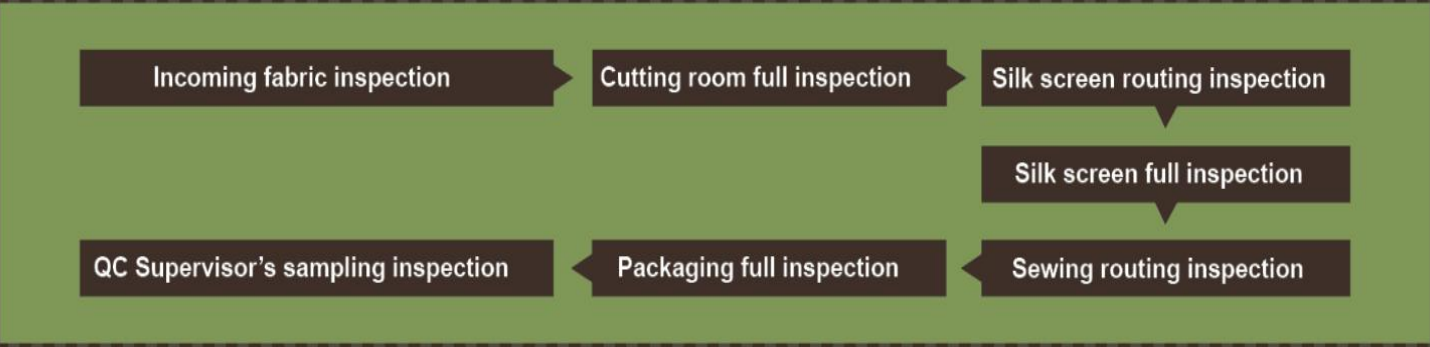 Incoming fabric inspection
Cutting room full inspection
Silk screen routing inspection
Silk screen full inspection
Sewing routing inspection
Packaging full inspection
QC Supervisor’s sampling inspection